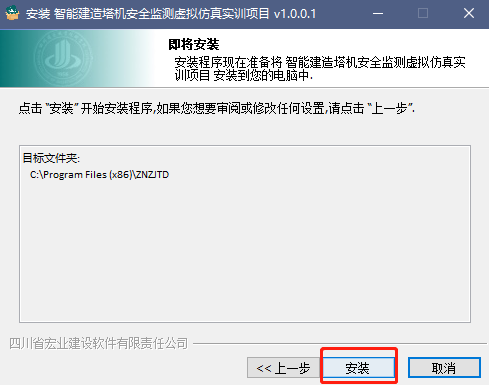 安装 智能建造塔机安全监测虚拟仿真实训项目 v1.0.0.1
即将安装
安装程序现在准备将 智能建造塔机安全监测虚拟仿真实
训项目 安装到您的电脑中.
点击 “安装” 开始安装程序,如果您想要审阅或修改任何设置,请点击 “上一步”.
目标文件夹:
C:\Program Files (x86)\ZNZJTD
四川省宏业建设软件有限责任公司
<< 上一步 安装 取消